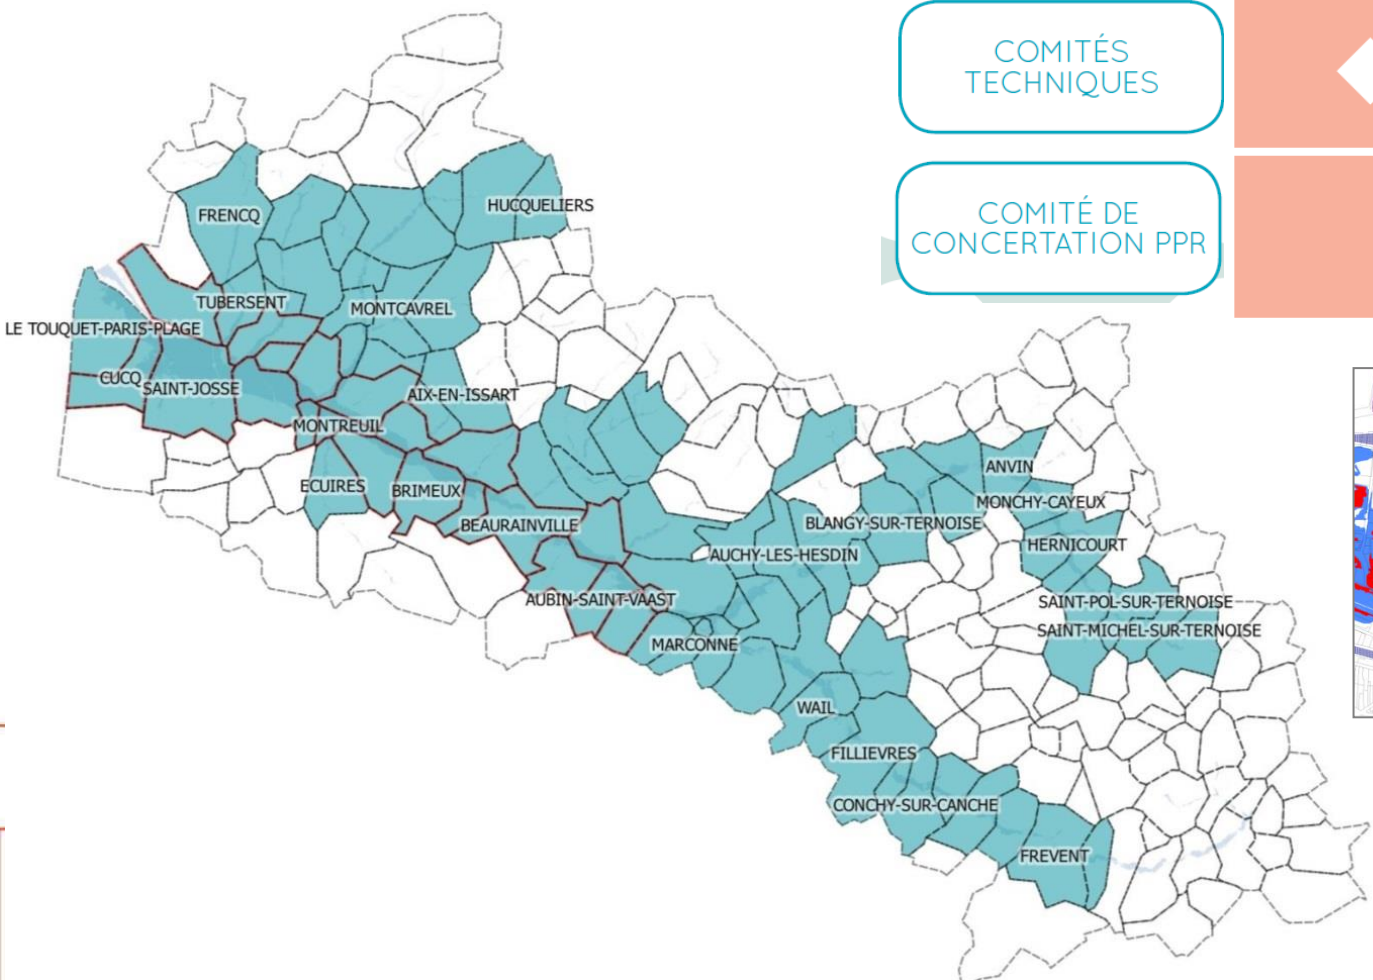 COMITÉS
TECHNIQUES
COMITÉ DE
CONCERTATION PPR
HUCQUELIERS
FRENCQ
TUBERSENT
MONTCAVREL
LE TOUQUET-PARIS-PLAGE
CUCQ
SAINT-JOSSE
AIX-EN-ISSART
MONTREUIL
ECUIRES
BRIMEUX
BEAURAINVILLE
ANVIN
MONCHY-CAYEUX
BLANGY-SUR-TERNOISE
HERNICOURT
AUCHY-LES-HESDIN
AUBIN-SAINT-VAAST
SAINT-POL-SUR-TERNOISE
SAINT-MICHEL-SUR-TERNOISE
MARCONNE
WAIL
FILLIEVRES
CONCHY-SUR-CANCHE
FREVENT